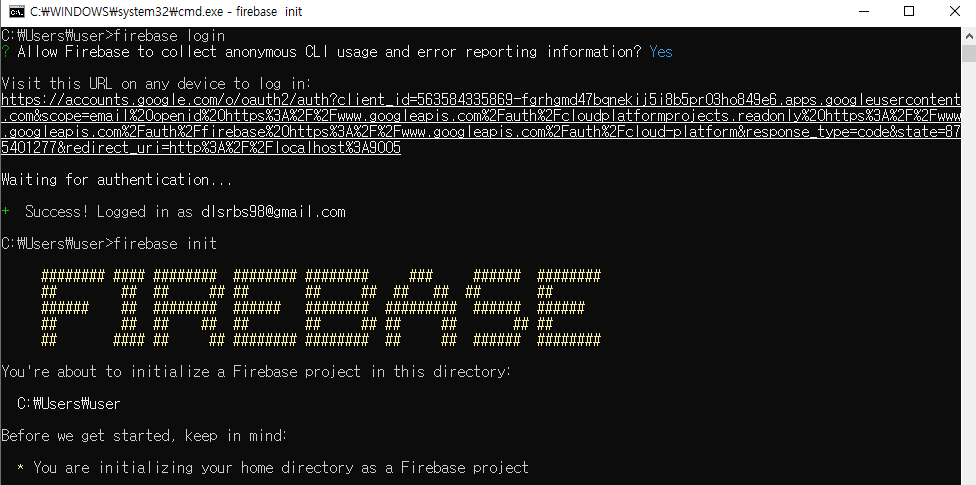 C:₩WINDOWS₩system32₩cmd.exe - firebase  init
C:₩Users₩user>firebase login
? Allow Firebase to collect anonymous CLI usage and error reporting information? Yes
Visit this URL on any device to log in:
https://accounts.google.com/o/oauth2/auth?client_id=563584335869-fgrhgmd47bqnekij5i8b5pr03ho849e6.apps.googleusercontent
.com&scope=email%20openid%20https%3A%2F%2Fwww.googleapis.com%2Fauth%2Fcloudplatformprojects.readonly%20https%3A%2F%2Fwww
.googleapis.com%2Fauth%2Ffirebase%20https%3A%2F%2Fwww.googleapis.com%2Fauth%2Fcloud-platform&response_type=code&state=87
5401277&redirect_uri=http%3A%2F%2Flocalhost%3A9005
Waiting for authentication...
+  Success! Logged in as dlsrbs98@gmail.com
C:₩Users₩user>firebase init
FIREBASE
You're about to initialize a Firebase project in this directory:
C:₩Users₩user
Before we get started, keep in mind:
* You are initializing your home directory as a Firebase project